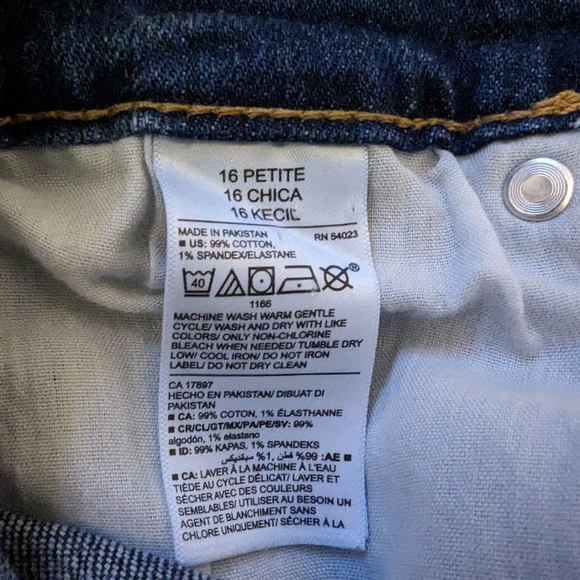 16 PETITE
16 CHICA
16 KECIL
MADE IN PAKISTAN RN 54023
■ US: 99% COTTON,
1% SPANDEX/ELASTANE
40
1166
MACHINE WASH WARM GENTLE
CYCLE/ WASH AND DRY WITH LIKE
COLORS/ ONLY NON-CHLORINE
BLEACH WHEN NEEDED/ TUMBLE DRY
LOW/ COOL IRON/ DO NOT IRON
LABEL/ DO NOT DRY CLEAN
CA 17897
HECHO EN PAKISTAN/ DIBUAT DI
PAKISTAN
■ CA: 99% COTON, 1% ÉLASTHANNE
■ CR/CL/GT/MX/PA/PE/SV: 99%
algodón, 1% elastano
■ ID: 99% KAPAS, 1% SPANDEKS
■ AE: 99% قطن, 1% سباندكس
■ CA: LAVER À LA MACHINE À L'EAU
TIÈDE AU CYCLE DÉLICAT/ LAVER ET
SÉCHER AVEC DES COULEURS
SEMBLABLES/ UTILISER AU BESOIN UN
AGENT DE BLANCHIMENT SANS
CHLORE UNIQUEMENT/ SÉCHER À LA